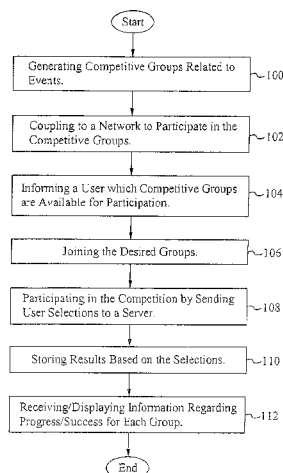 Start
Generating Competitive Groups Related to
Events.
100
Coupling to a Network to Participate in the
Competitive Groups.
102
Informing a User which Competitive Groups
are Available for Participation.
104
Joining the Desired Groups.
106
Participating in the Competition by Sending
User Selections to a Server.
108
Storing Results Based on the Selections.
110
Receiving/Displaying Information Regarding
Progress/Success for Each Group.
112
End